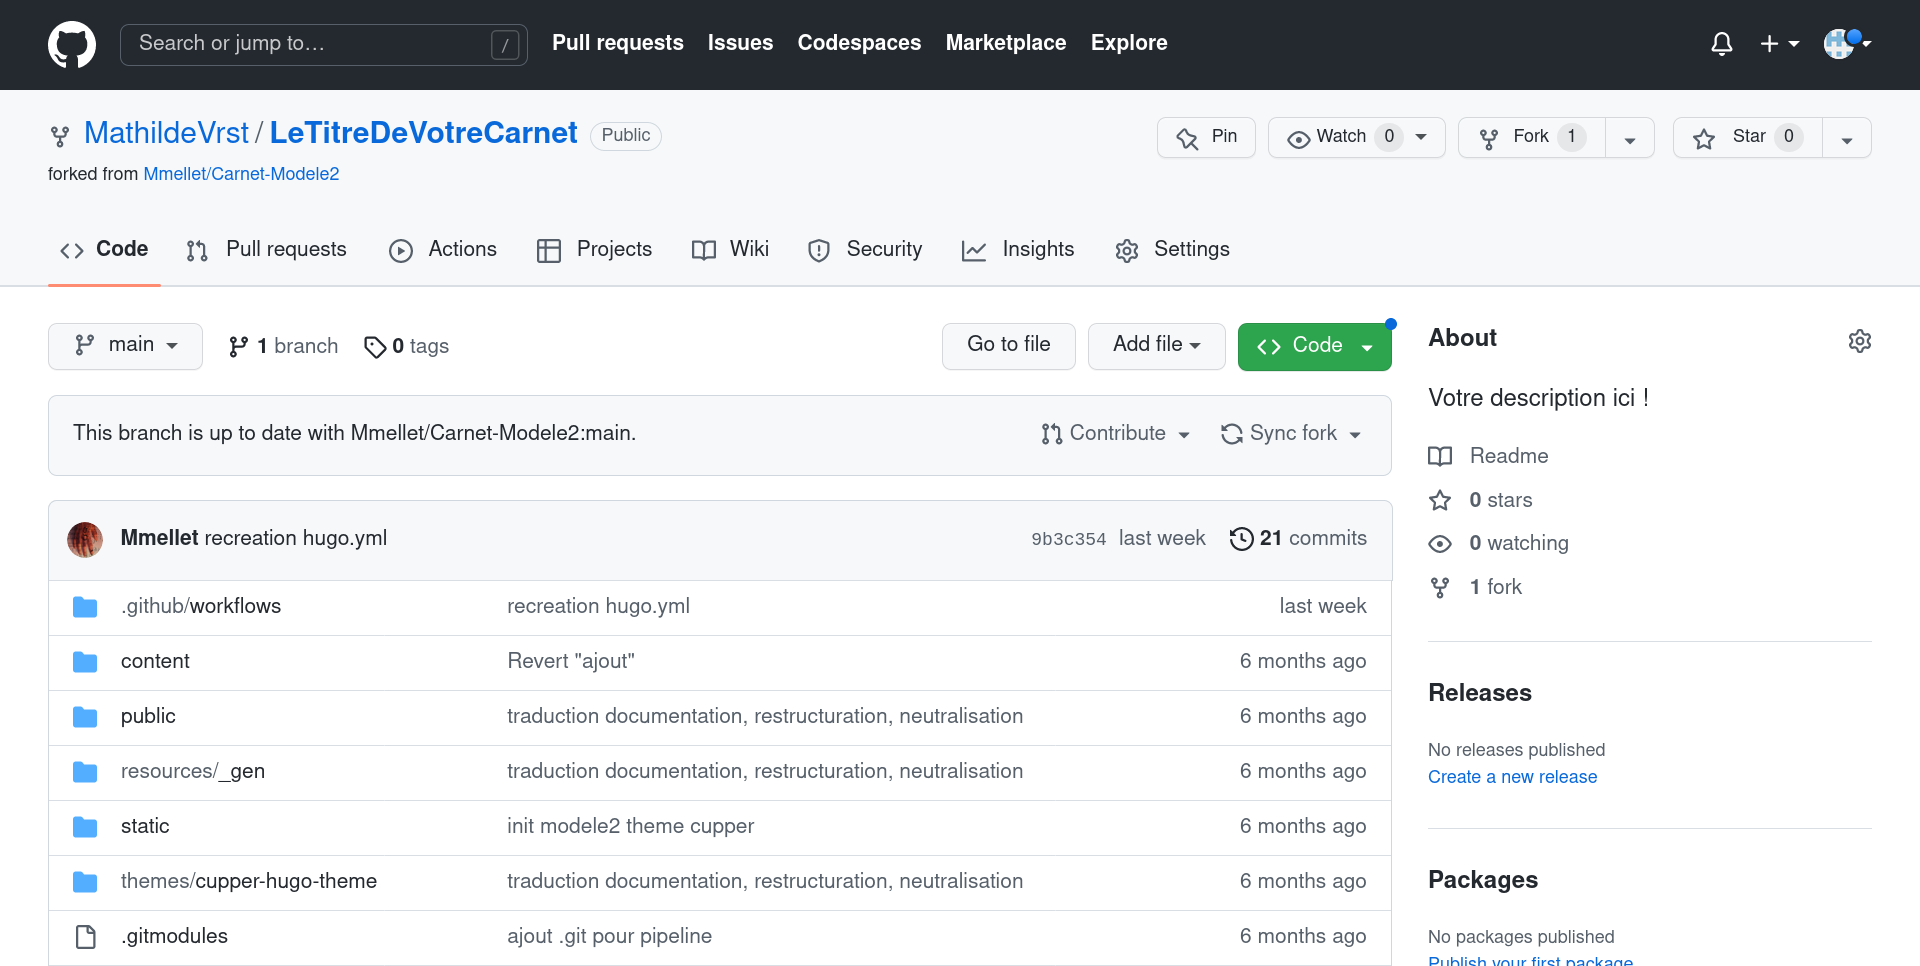 Search or jump to… / Pull requests Issues Codespaces Marketplace Explore
MathildeVrst / LeTitreDeVotreCarnet Public
forked from Mmellet/Carnet-Modele2
Pin Watch 0 Fork 1 Star 0
Code Pull requests Actions Projects Wiki Security Insights Settings
main 1 branch 0 tags Go to file Add file Code
This branch is up to date with Mmellet/Carnet-Modele2:main. Contribute Sync fork
Mmellet recreation hugo.yml 9b3c354 last week 21 commits
.github/workflows recreation hugo.yml last week
content Revert "ajout" 6 months ago
public traduction documentation, restructuration, neutralisation 6 months ago
resources/_gen traduction documentation, restructuration, neutralisation 6 months ago
static init modele2 theme cupper 6 months ago
themes/cupper-hugo-theme traduction documentation, restructuration, neutralisation 6 months ago
.gitmodules ajout .git pour pipeline 6 months ago
About
Votre description ici !
Readme
0 stars
0 watching
1 fork
Releases
No releases published
Create a new release
Packages
No packages published
Publish your first package